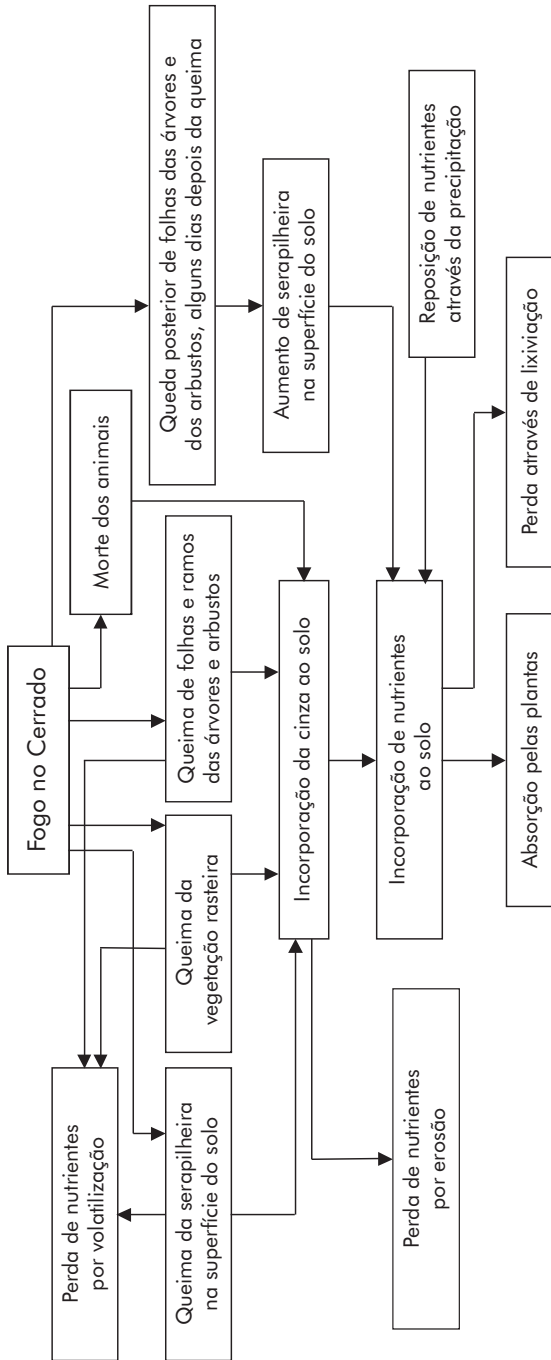 Fogo no Cerrado
Perda de nutrientes
por volatilização
Morte dos animais
Queda posterior de folhas das árvores e
dos arbustos, alguns dias depois da queima
Queima da serapilheira
na superfície do solo
Queima da
vegetação rasteira
Queima de folhas e ramos
das árvores e arbustos
Aumento de serapilheira
na superfície do solo
Incorporação da cinza ao solo
Perda de nutrientes
por erosão
Incorporação de nutrientes
ao solo
Reposição de nutrientes
através da precipitação
Absorção pelas plantas
Perda através de lixiviação